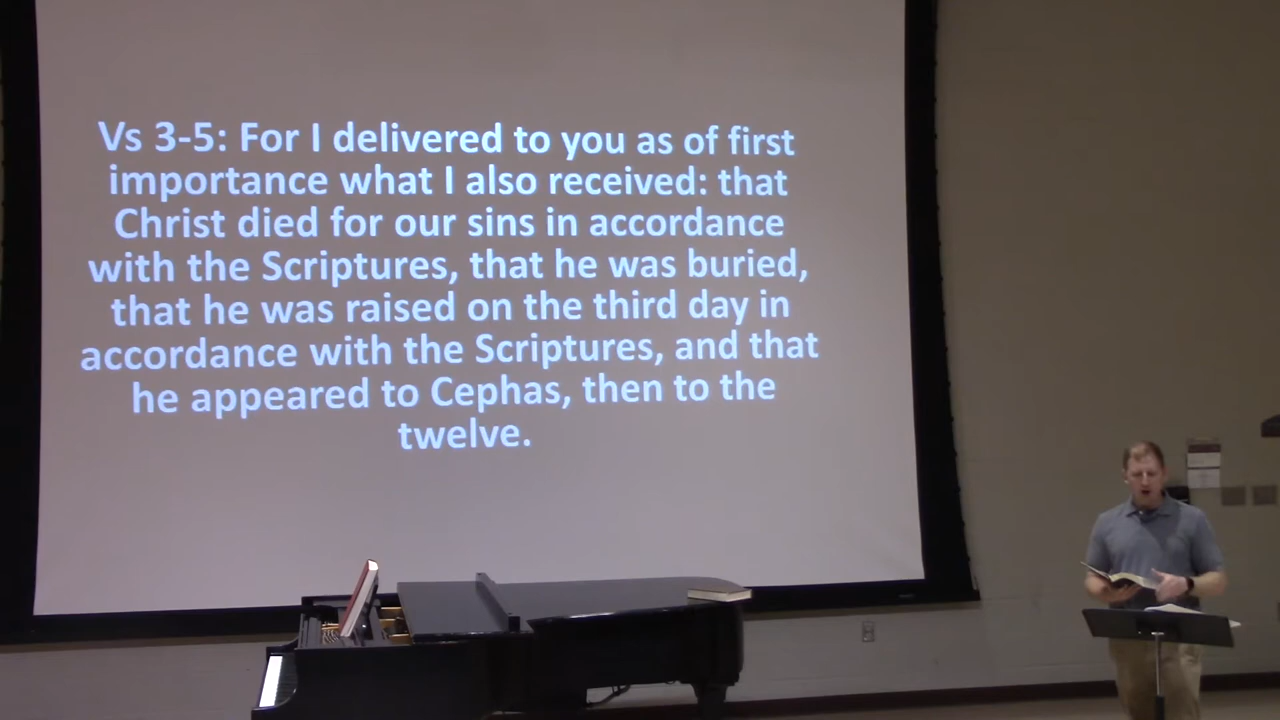 Vs 3-5: For I delivered to you as of first
importance what I also received: that
Christ died for our sins in accordance
with the Scriptures, that he was buried,
that he was raised on the third day in
accordance with the Scriptures, and that
he appeared to Cephas, then to the
twelve.